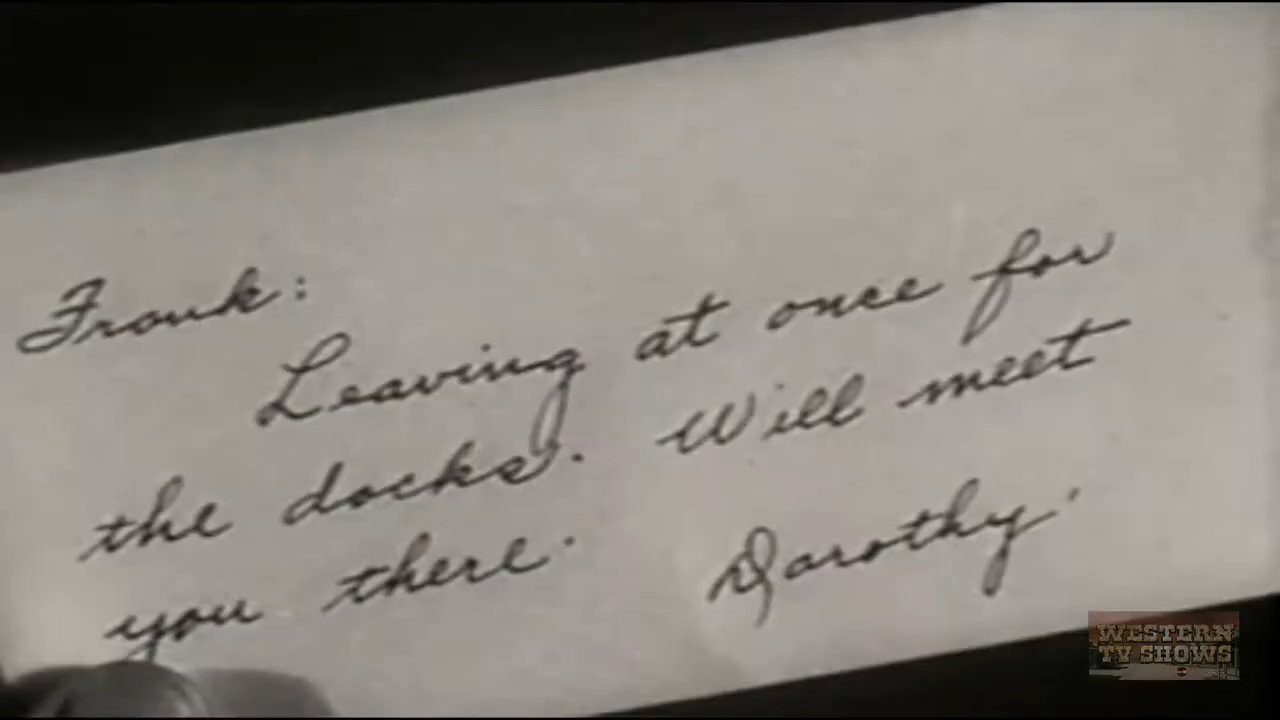 Frank:
Leaving at once for
the docks. Will meet
you there.
Dorothy.
WESTERN
TV SHOWS